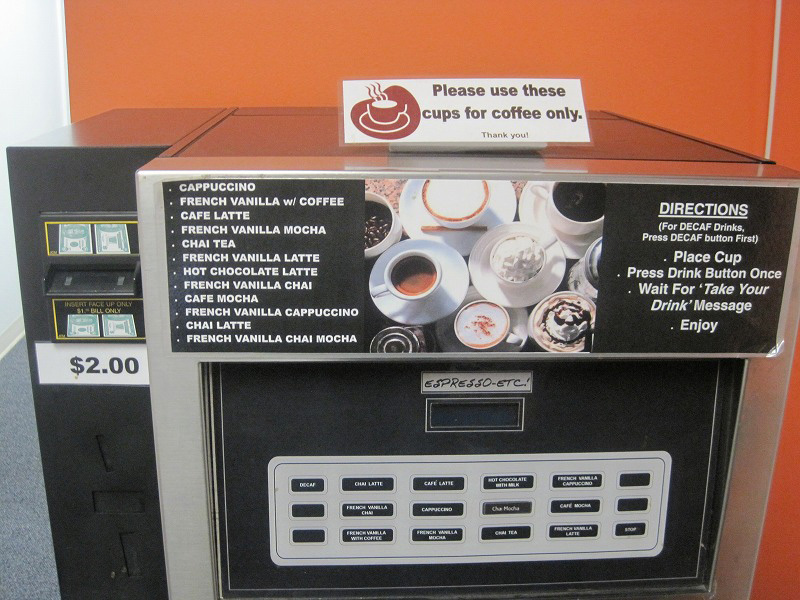 Please use these
cups for coffee only.
Thank you!
. CAPPUCCINO
. FRENCH VANILLA w/ COFFEE
. CAFE LATTE
. FRENCH VANILLA MOCHA
. CHAI TEA
. FRENCH VANILLA LATTE
. HOT CHOCOLATE LATTE
. FRENCH VANILLA CHAI
. CAFE MOCHA
. FRENCH VANILLA CAPPUCCINO
. CHAI LATTE
. FRENCH VANILLA CHAI MOCHA
DIRECTIONS
(For DECAF Drinks,
Press DECAF button First)
. Place Cup
. Press Drink Button Once
. Wait For 'Take Your
Drink' Message
. Enjoy
INSERT FACE UP ONLY
$1.00 BILL ONLY
$2.00
ESPRESSO-ETC.!
DECAF
CHAI LATTE
CAFÉ LATTE
HOT CHOCOLATE
WITH MILK
FRENCH VANILLA
CAPPUCCINO
FRENCH VANILLA
CHAI
CAPPUCCINO
Chai Mocha
CAFÉ MOCHA
FRENCH VANILLA
WITH COFFEE
FRENCH VANILLA
MOCHA
CHAI TEA
FRENCH VANILLA
LATTE
STOP